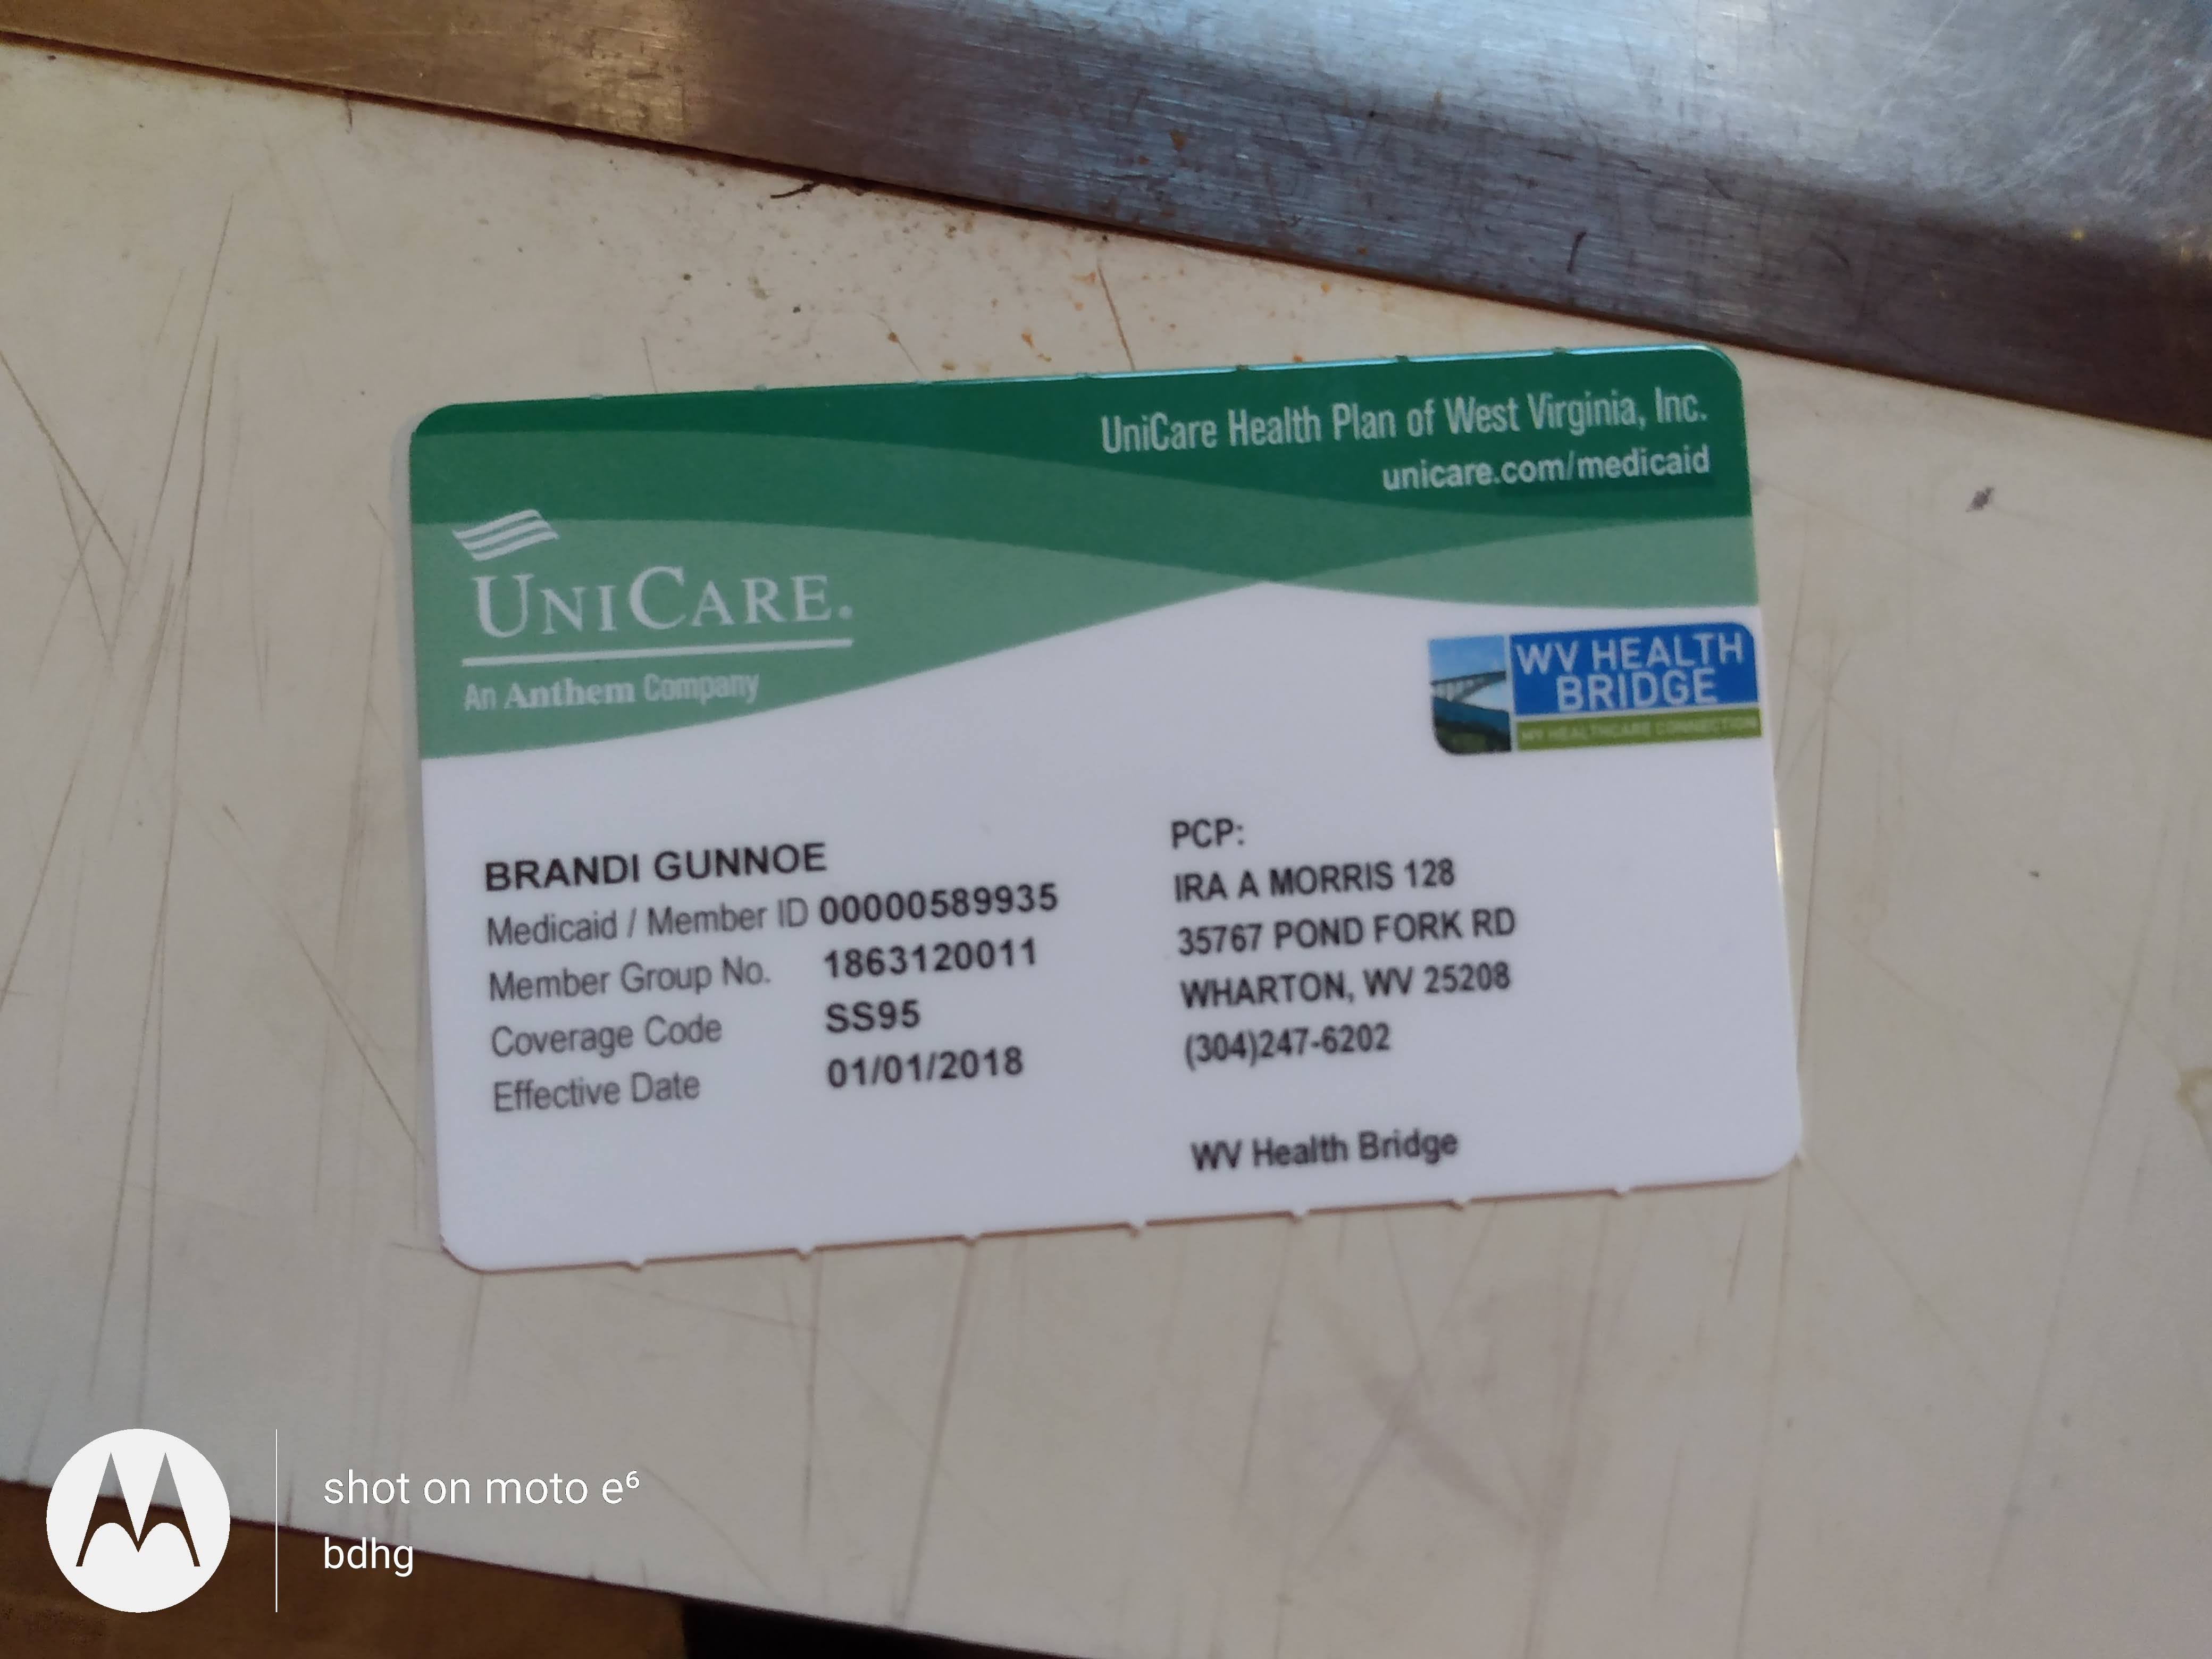 UniCare Health Plan of West Virginia, Inc.
unicare.com/medicaid
UNICARE.
An Anthem Company
WV HEALTH
BRIDGE
MY HEALTHCARE CONNECTION
BRANDI GUNNOE
Medicaid / Member ID 00000589935
Member Group No. 1863120011
Coverage Code SS95
Effective Date 01/01/2018
PCP:
IRA A MORRIS 128
35767 POND FORK RD
WHARTON, WV 25208
(304)247-6202
WV Health Bridge
shot on moto e⁶
bdhg